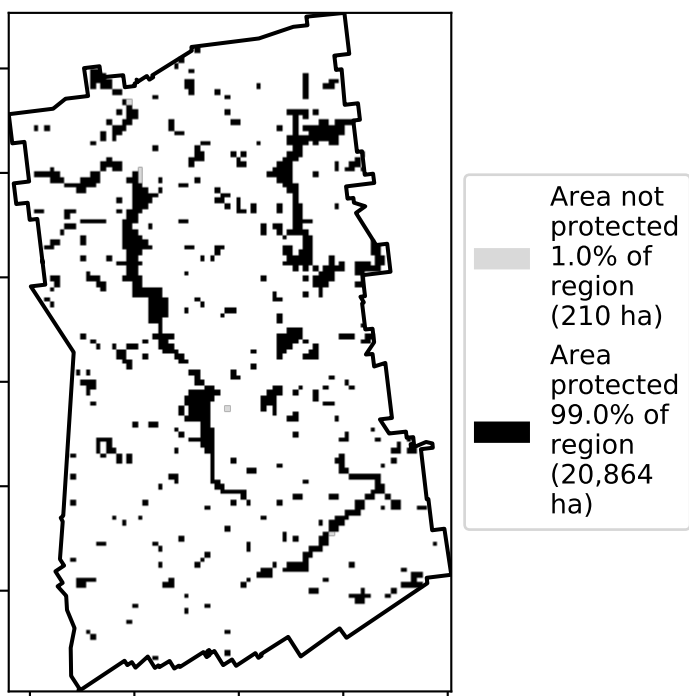 Area not
protected
1.0% of
region
(210 ha)
Area
protected
99.0% of
region
(20,864
ha)